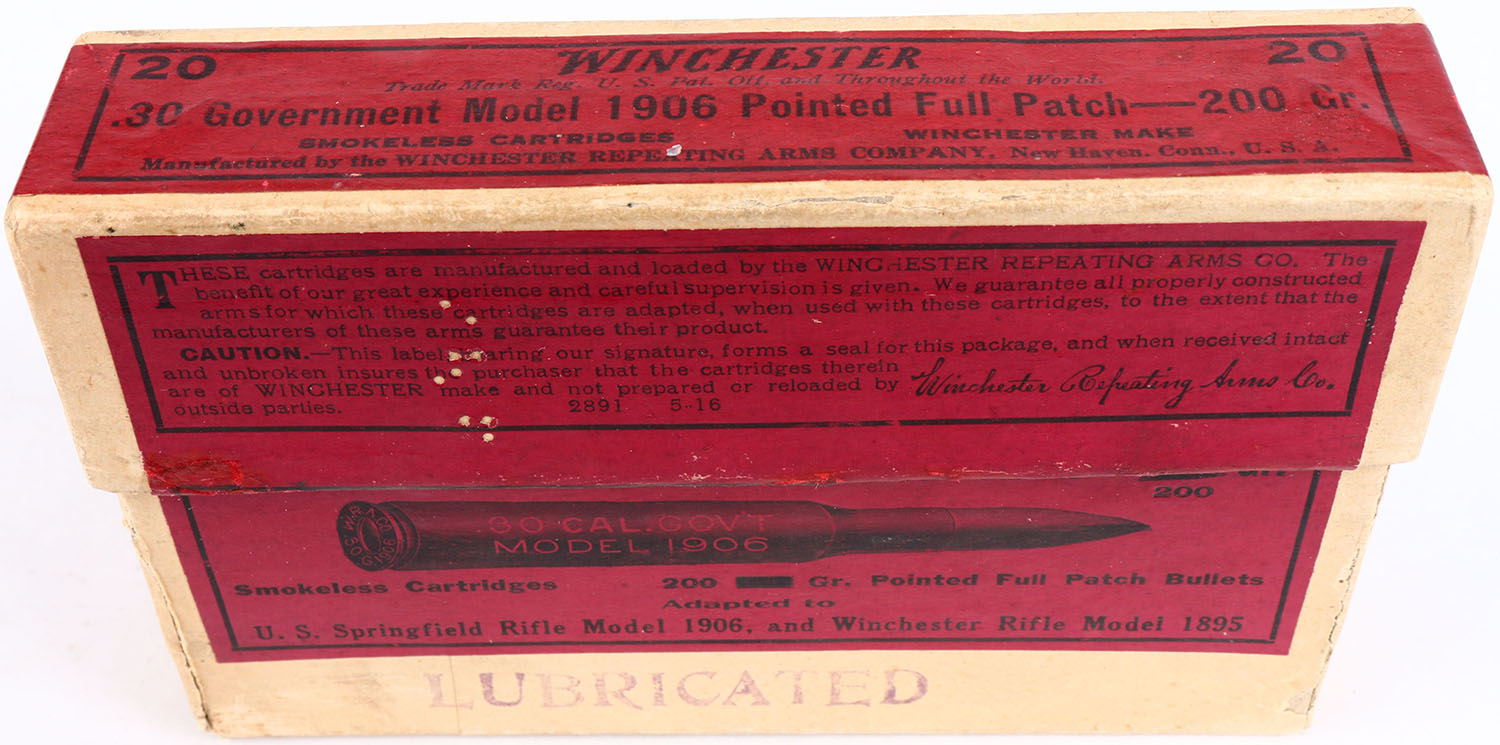 20 WINCHESTER 20
Trade Mark Reg. U. S. Pat. Off. and Throughout the World.
.30 Government Model 1906 Pointed Full Patch—200 Gr.
SMOKELESS CARTRIDGES WINCHESTER MAKE
Manufactured by the WINCHESTER REPEATING ARMS COMPANY, New Haven, Conn., U. S. A.
THESE cartridges are manufactured and loaded by the WINCHESTER REPEATING ARMS CO. The
benefit of our great experience and careful supervision is given. We guarantee all properly constructed
arms for which these cartridges are adapted, when used with these cartridges, to the extent that the
manufacturers of these arms guarantee their product.
CAUTION.—This label bearing our signature, forms a seal for this package, and when received intact
and unbroken insures the purchaser that the cartridges therein
are of WINCHESTER make and not prepared or reloaded by Winchester Repeating Arms Co.
outside parties. 2891 5-16
Gr.
200
W.R.A.Co.
.30 G. 1906
30 CAL. GOV'T
MODEL 1906
Smokeless Cartridges 200 Gr. Pointed Full Patch Bullets
Adapted to
U. S. Springfield Rifle Model 1906, and Winchester Rifle Model 1895
LUBRICATED